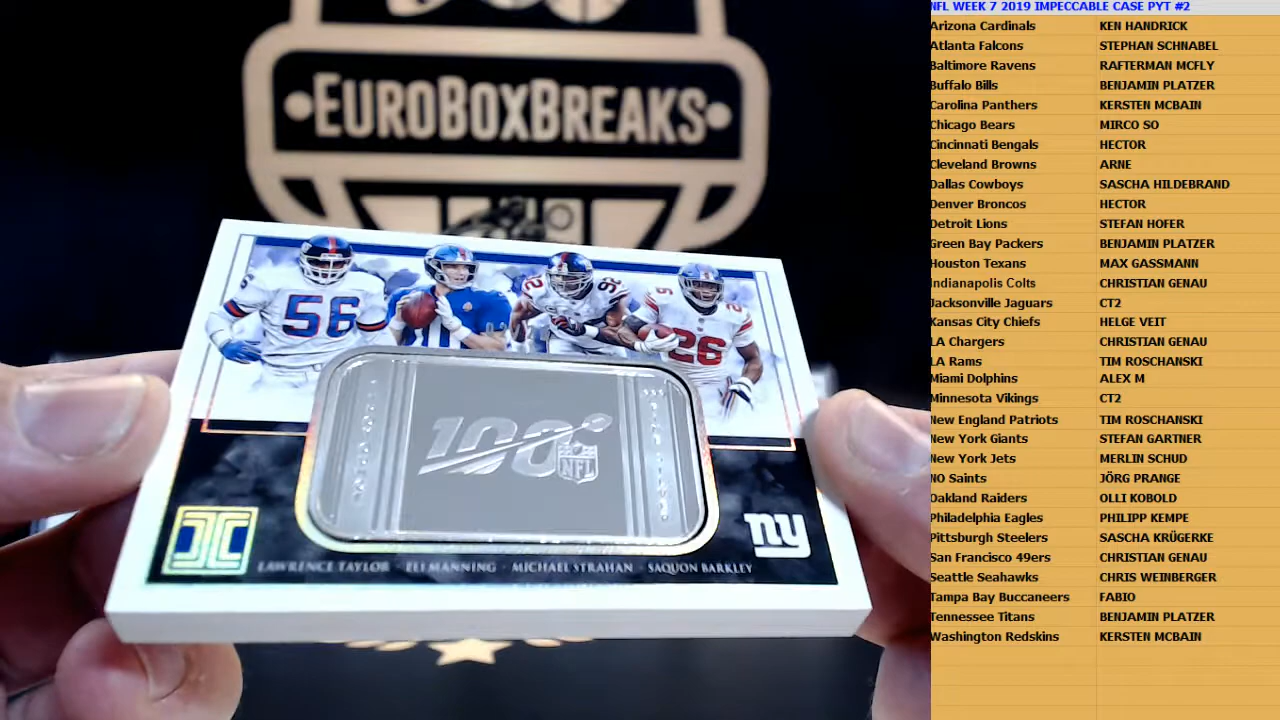 EUROBOXBREAKS
56
92
26
100
NFL
ny
LAWRENCE TAYLOR · ELI MANNING · MICHAEL STRAHAN · SAQUON BARKLEY
NFL WEEK 7 2019 IMPECCABLE CASE PYT #2
Arizona Cardinals KEN HANDRICK
Atlanta Falcons STEPHAN SCHNABEL
Baltimore Ravens RAFTERMAN MCFLY
Buffalo Bills BENJAMIN PLATZER
Carolina Panthers KERSTEN MCBAIN
Chicago Bears MIRCO SO
Cincinnati Bengals HECTOR
Cleveland Browns ARNE
Dallas Cowboys SASCHA HILDEBRAND
Denver Broncos HECTOR
Detroit Lions STEFAN HOFER
Green Bay Packers BENJAMIN PLATZER
Houston Texans MAX GASSMANN
Indianapolis Colts CHRISTIAN GENAU
Jacksonville Jaguars CT2
Kansas City Chiefs HELGE VEIT
LA Chargers CHRISTIAN GENAU
LA Rams TIM ROSCHANSKI
Miami Dolphins ALEX M
Minnesota Vikings CT2
New England Patriots TIM ROSCHANSKI
New York Giants STEFAN GARTNER
New York Jets MERLIN SCHUD
NO Saints JÖRG PRANGE
Oakland Raiders OLLI KOBOLD
Philadelphia Eagles PHILIPP KEMPE
Pittsburgh Steelers SASCHA KRÜGERKE
San Francisco 49ers CHRISTIAN GENAU
Seattle Seahawks CHRIS WEINBERGER
Tampa Bay Buccaneers FABIO
Tennessee Titans BENJAMIN PLATZER
Washington Redskins KERSTEN MCBAIN